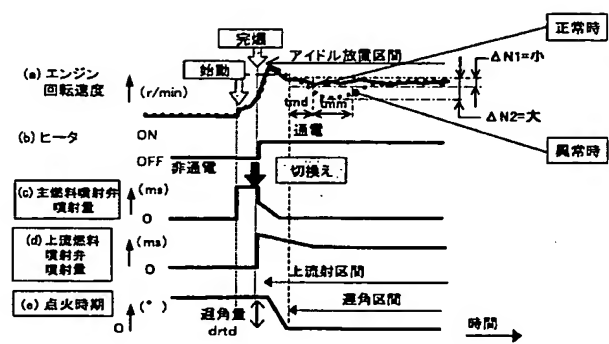 完爆
正常時
アイドル放置区間
(a) エンジン
回転速度
始動
ΔN1=小
(r/min)
tmd
tmm
ΔN2=大
通電
(b) ヒータ
ON
OFF
非通電
異常時
切換え
(c) 主燃料噴射弁
噴射量
(ms)
0
(d) 上流燃料
噴射弁
噴射量
(ms)
0
上流噴射区間
(e) 点火時期
(°)
0
遅角量
drtd
遅角区間
時間